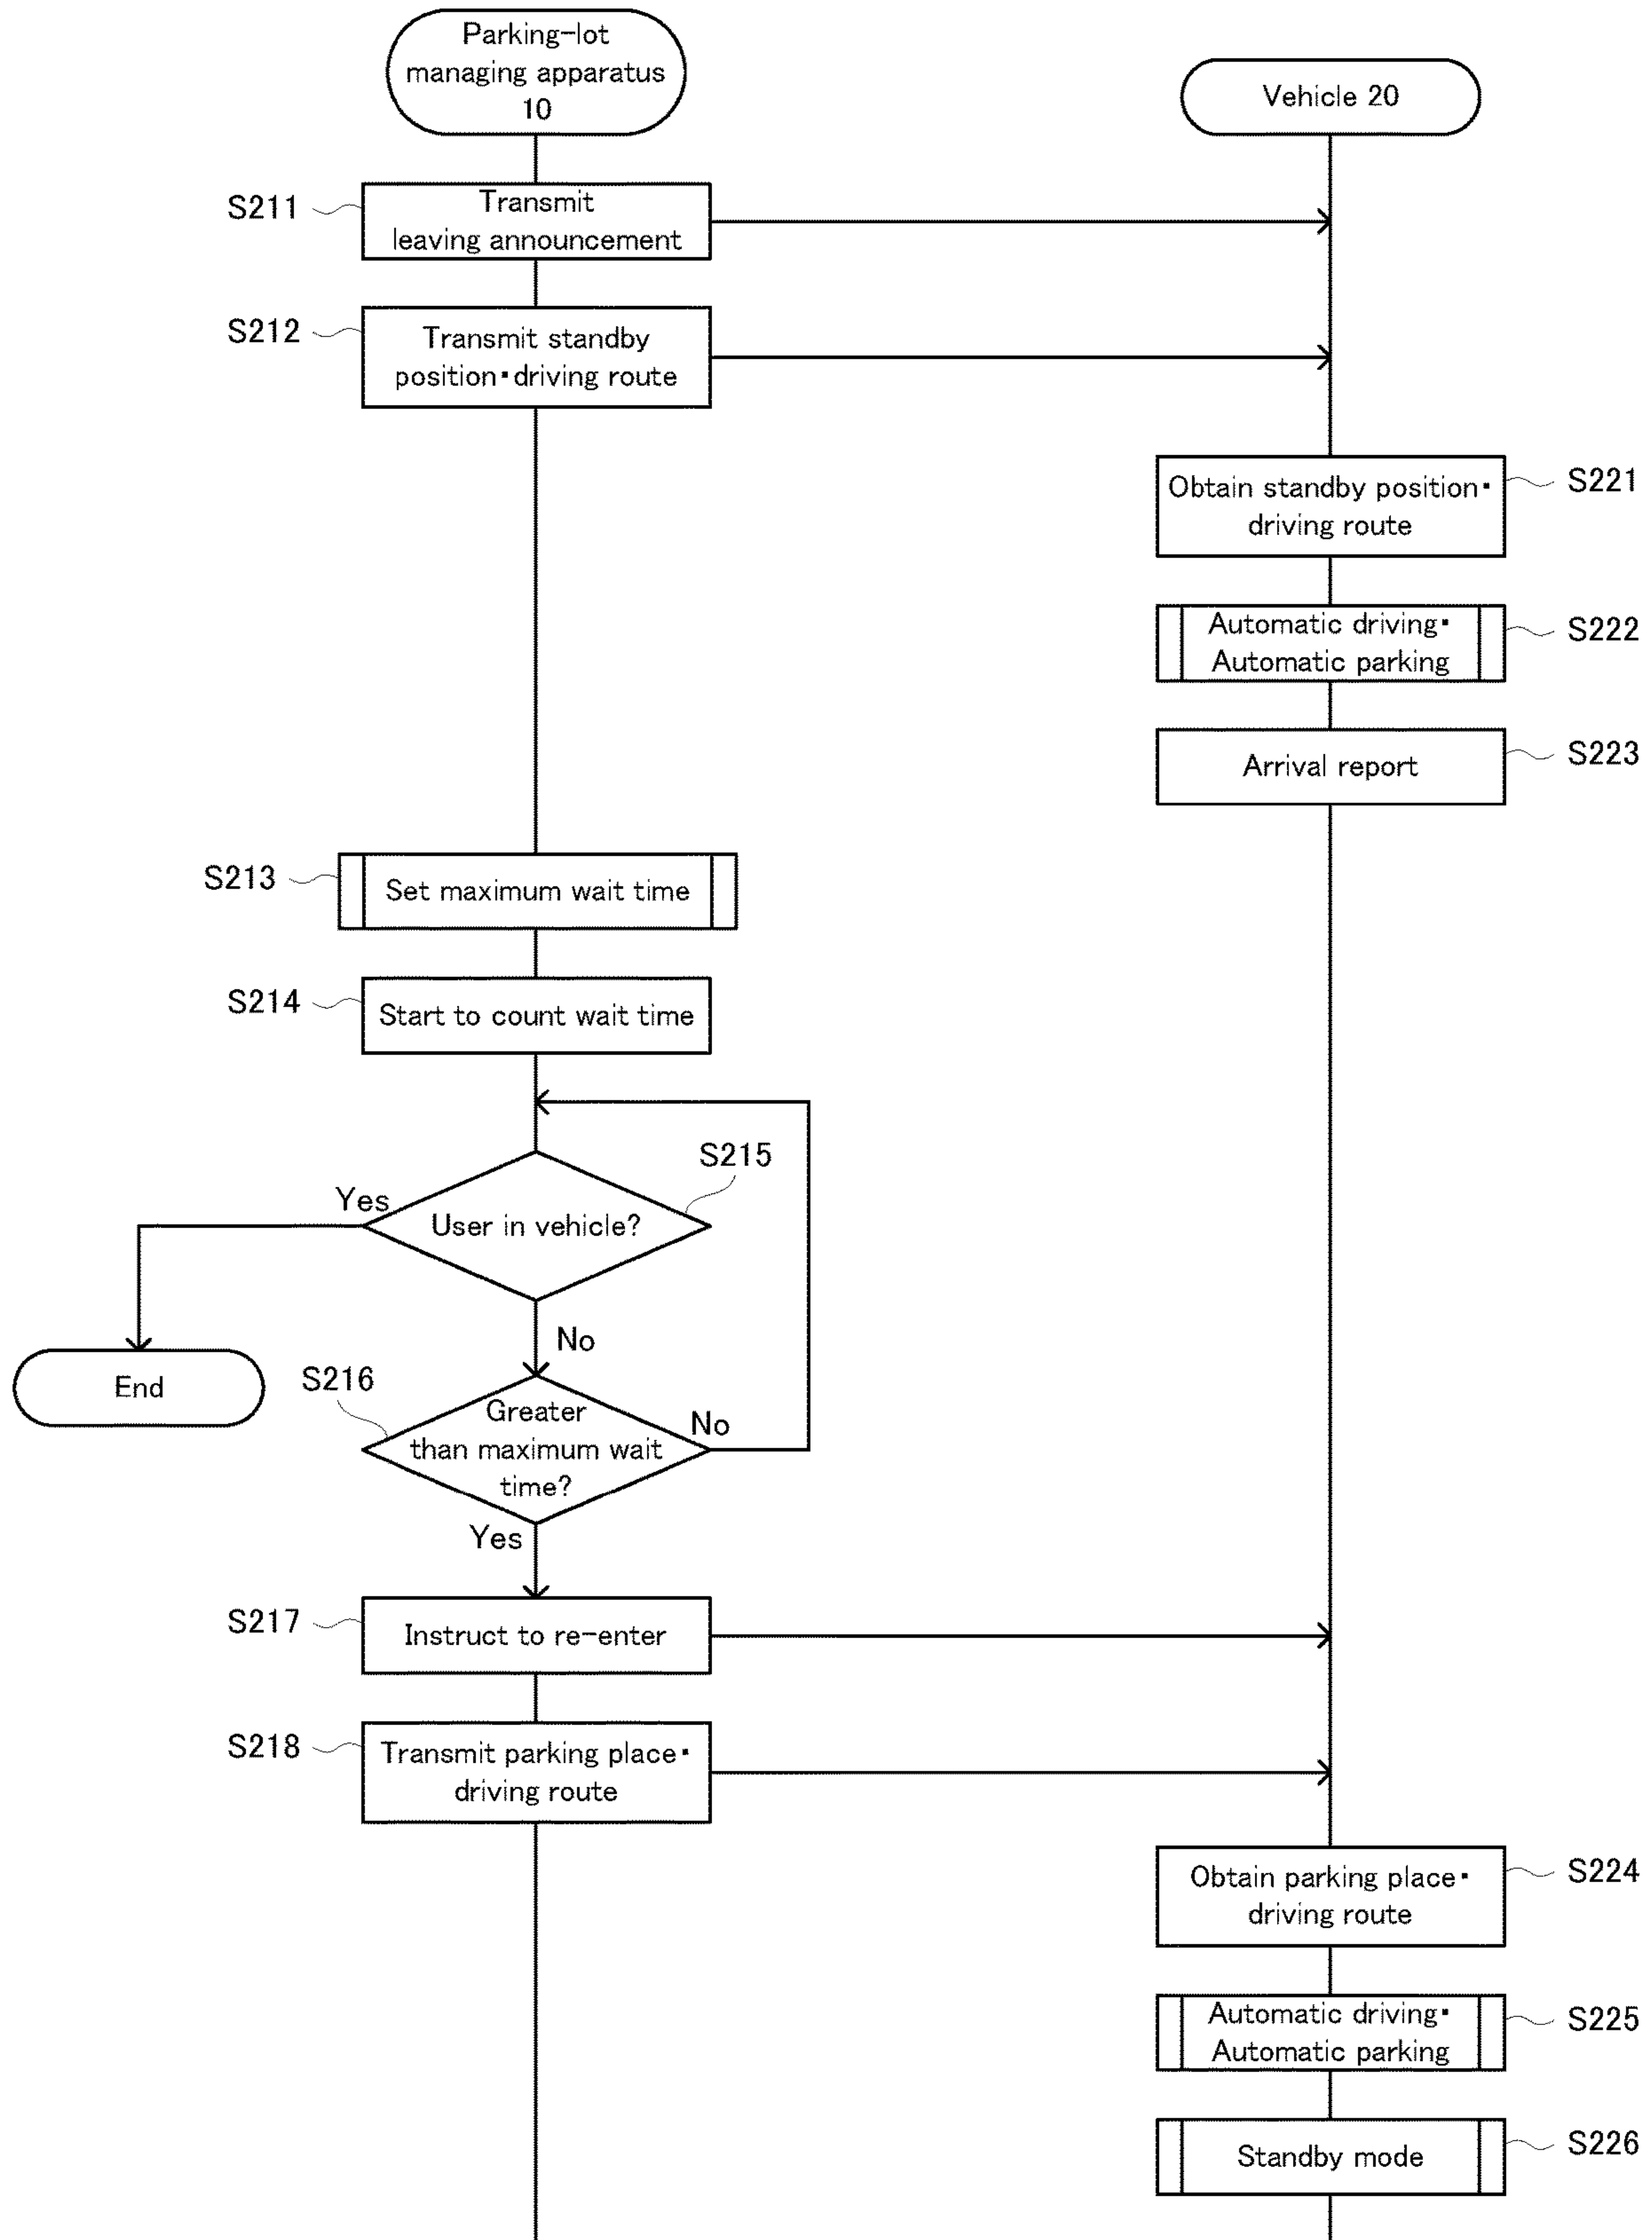 Parking-lot
managing apparatus
10
Vehicle 20
S211
Transmit
leaving announcement
S212
Transmit standby
position・driving route
Obtain standby position・
driving route
S221
Automatic driving・
Automatic parking
S222
Arrival report
S223
S213
Set maximum wait time
S214
Start to count wait time
S215
Yes
User in vehicle?
No
End
S216
Greater
than maximum wait
time?
No
Yes
S217
Instruct to re-enter
S218
Transmit parking place・
driving route
Obtain parking place・
driving route
S224
Automatic driving・
Automatic parking
S225
Standby mode
S226